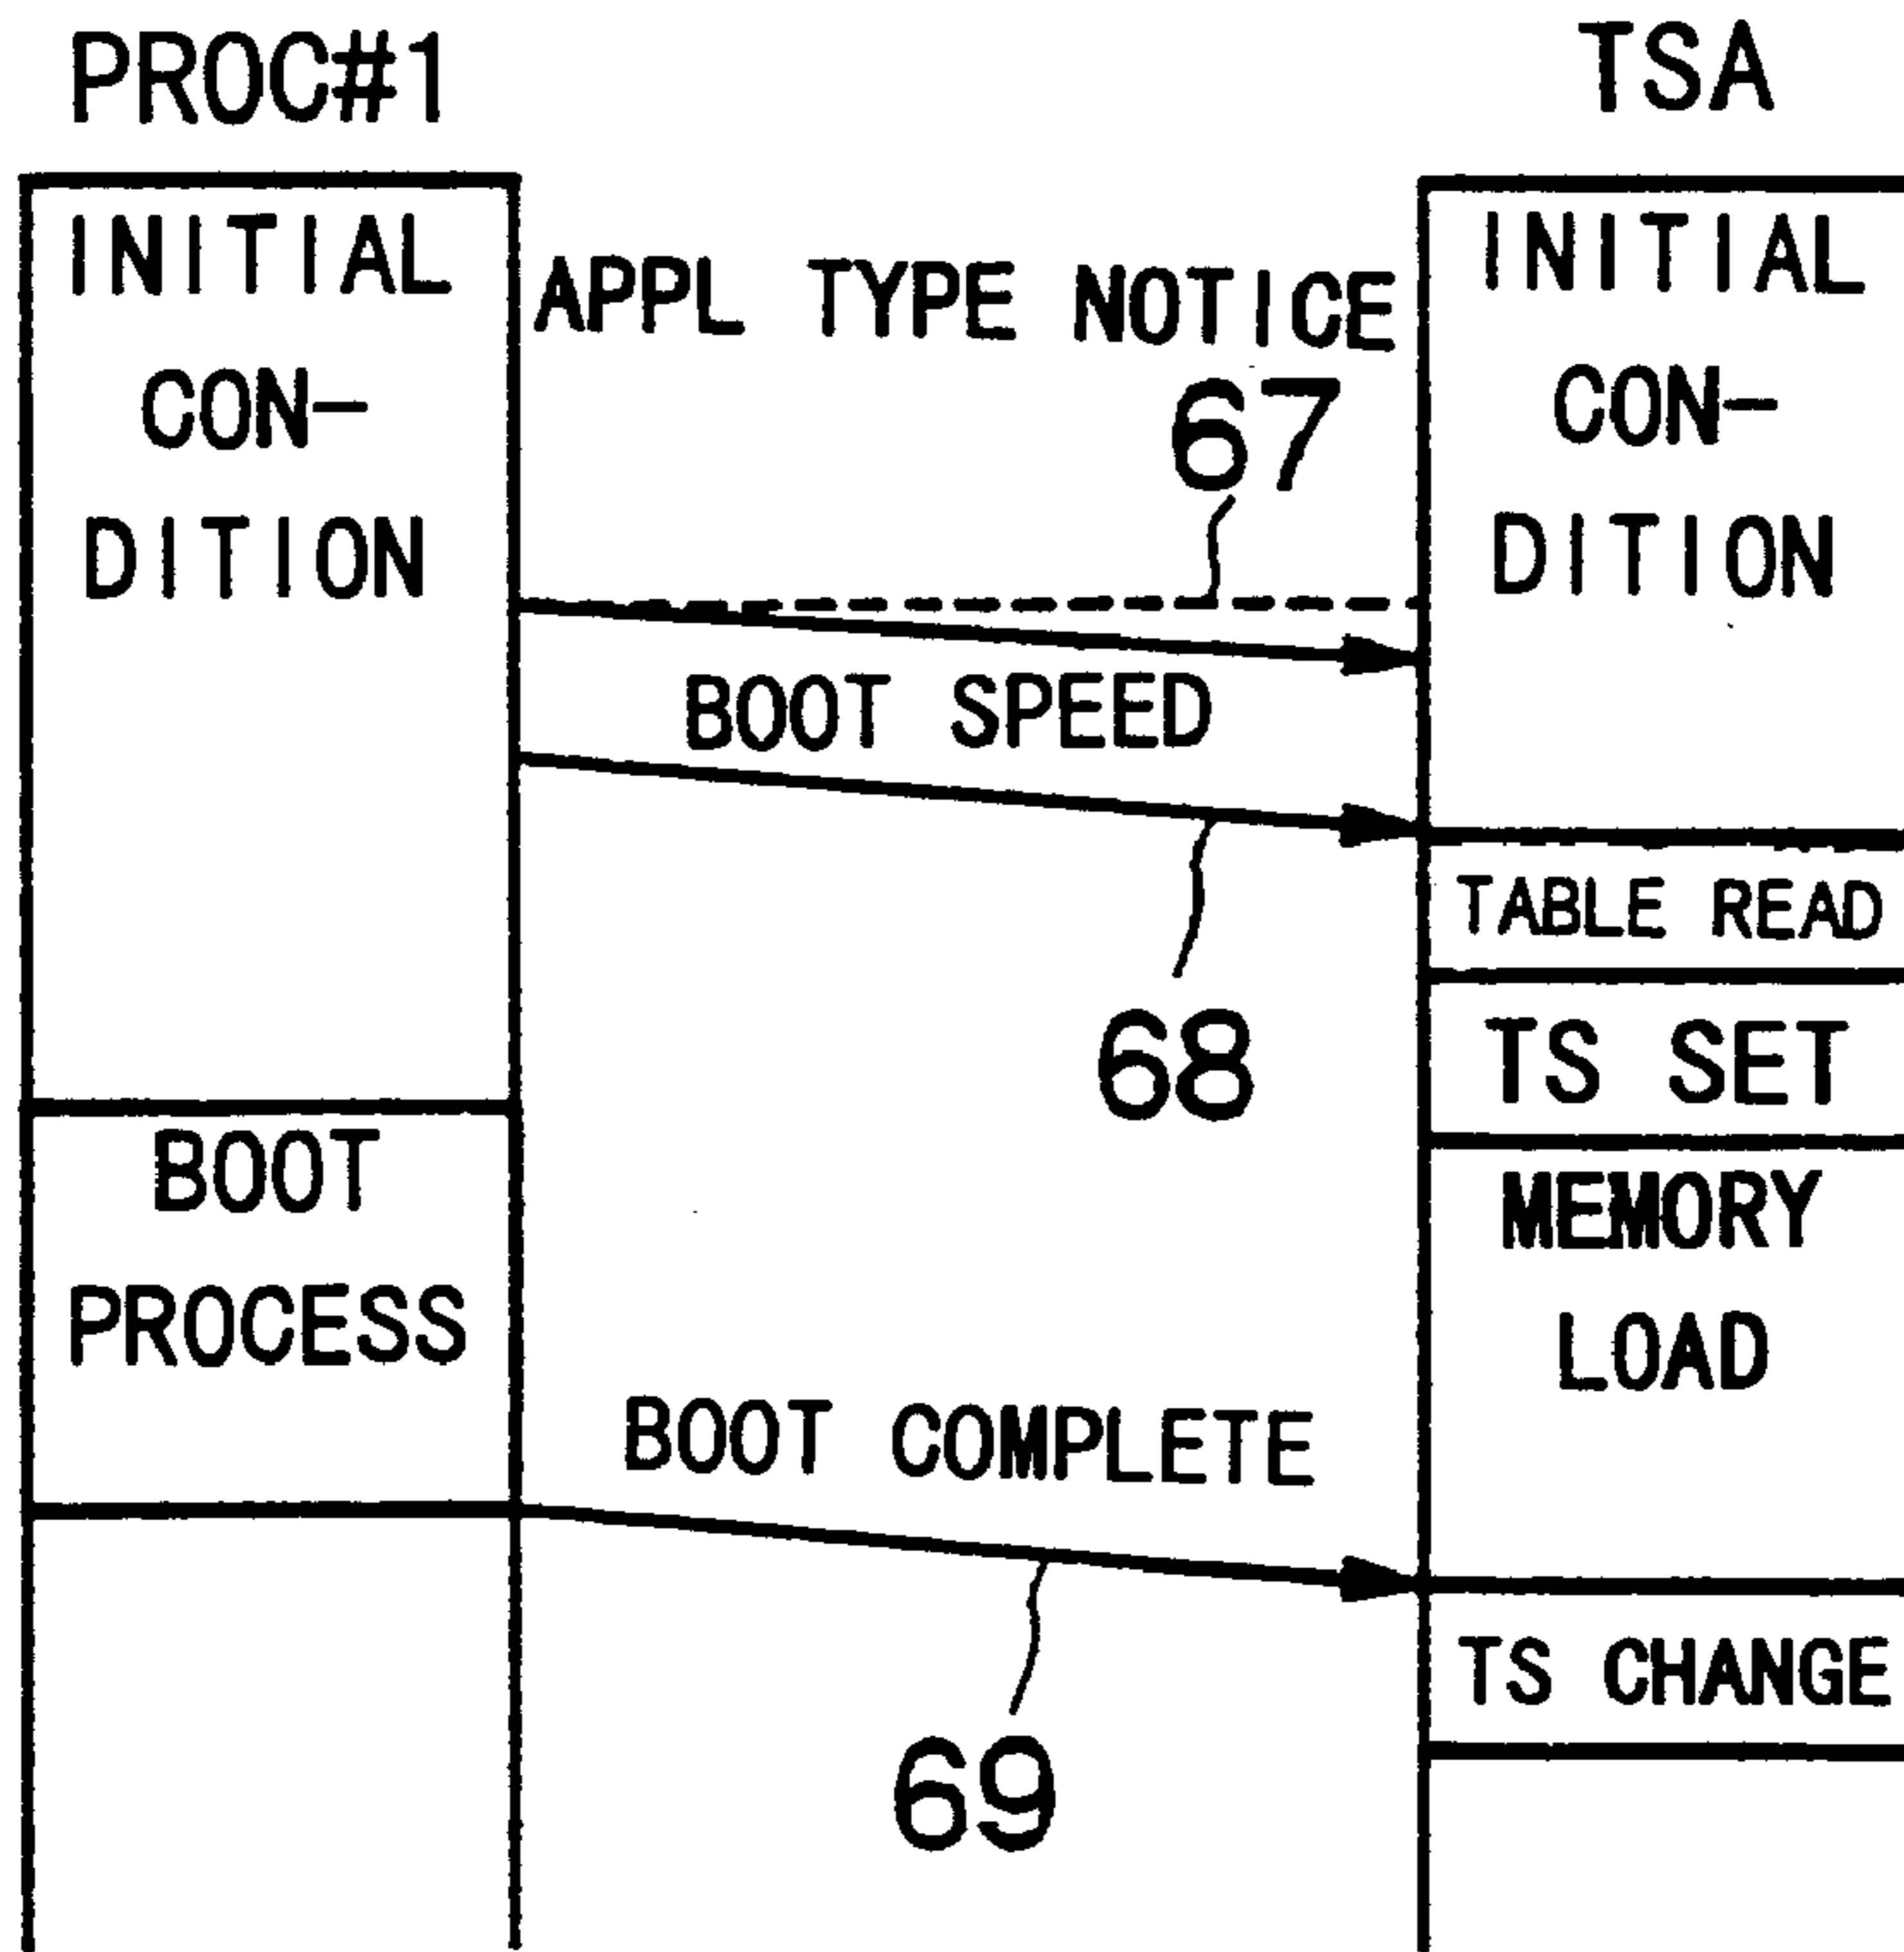 PROC#1
TSA
INITIAL
CON-
DITION
APPL TYPE NOTICE
67
INITIAL
CON-
DITION
BOOT SPEED
68
TABLE READ
TS SET
BOOT
PROCESS
MEMORY
LOAD
BOOT COMPLETE
69
TS CHANGE